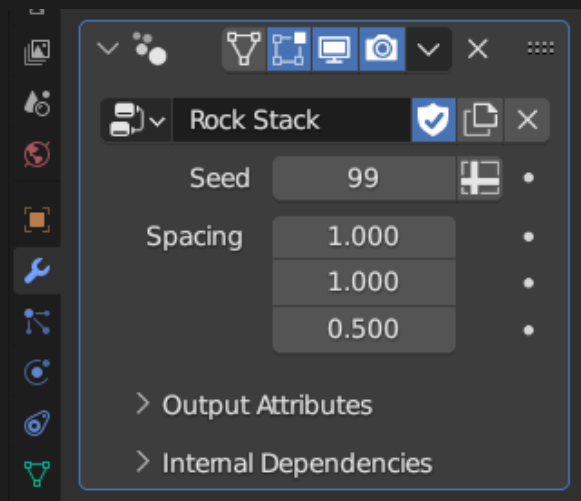 Rock Stack
Seed 99
Spacing 1.000
1.000
0.500
Output Attributes
Internal Dependencies